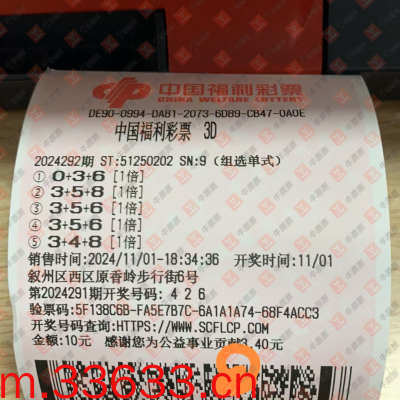 中国福利彩票
CHINA WELFARE LOTTERY
DE90-0994-DAB1-2073-6D89-CB47-0A0E
中国福利彩票 3D
2024292期 ST:51250202 SN:9 (组选单式)
① 0+3+6 [1倍]
② 3+5+8 [1倍]
③ 3+5+6 [1倍]
④ 3+5+6 [1倍]
⑤ 3+4+8 [1倍]
销售时间:2024/11/01-18:34:36 开奖时间:11/01
叙州区西区原香岭步行街6号
第2024291期开奖号码: 4 2 6
验票码:5F138C6B-FA5E7B7C-6A1A1A74-68F4ACC3
开奖号码查询:HTTPS://WWW.SCFLCP.COM
金额:10元 感谢您为公益事业贡献3.40元
m.33633.cn